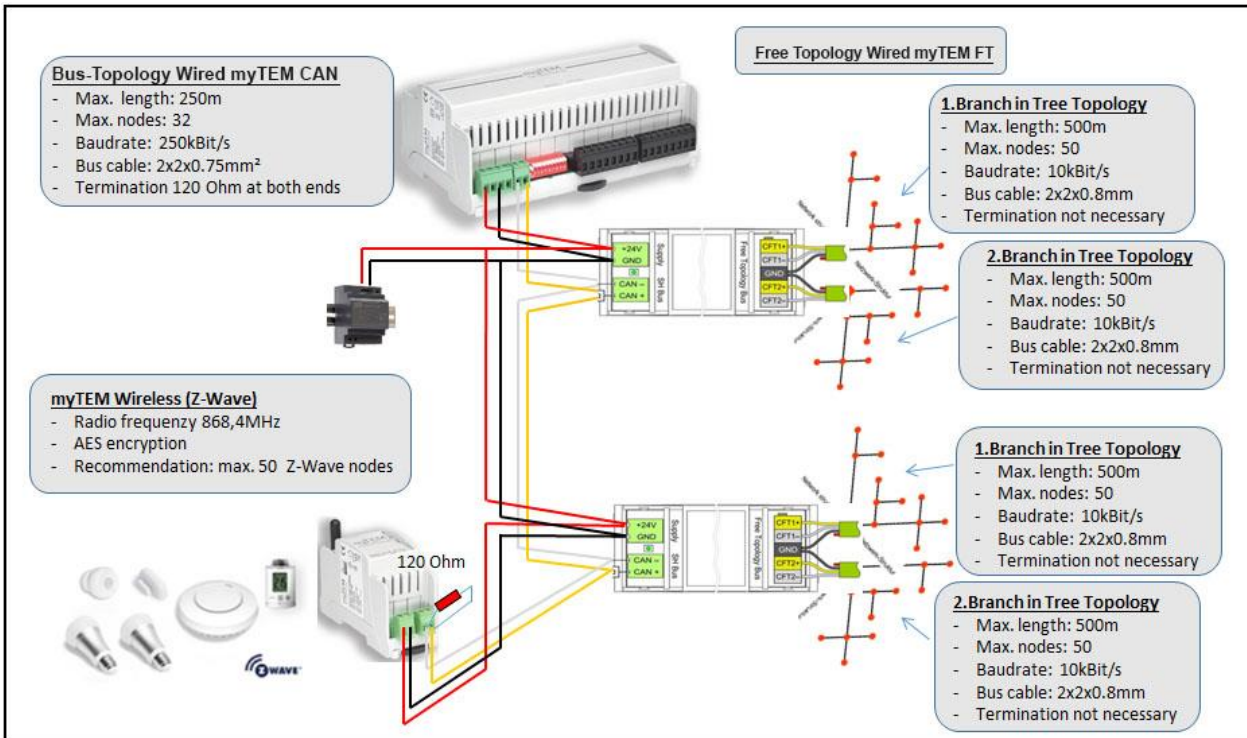 Bus-Topology Wired myTEM CAN
- Max. length: 250m
- Max. nodes: 32
- Baudrate: 250kBit/s
- Bus cable: 2x2x0.75mm²
- Termination 120 Ohm at both ends
Free Topology Wired myTEM FT
1.Branch in Tree Topology
- Max. length: 500m
- Max. nodes: 50
- Baudrate: 10kBit/s
- Bus cable: 2x2x0.8mm
- Termination not necessary
2.Branch in Tree Topology
- Max. length: 500m
- Max. nodes: 50
- Baudrate: 10kBit/s
- Bus cable: 2x2x0.8mm
- Termination not necessary
+24V
GND
CAN –
CAN +
Supply
SH Bus
Free Topology Bus
CFT1+
CFT1–
GND
CFT2+
CFT2–
myTEM Wireless (Z-Wave)
- Radio frequenzy 868,4MHz
- AES encryption
- Recommendation: max. 50 Z-Wave nodes
120 Ohm
Z WAVE
+24V
GND
CAN –
CAN +
Supply
SH Bus
Free Topology Bus
CFT1+
CFT1–
GND
CFT2+
CFT2–
1.Branch in Tree Topology
- Max. length: 500m
- Max. nodes: 50
- Baudrate: 10kBit/s
- Bus cable: 2x2x0.8mm
- Termination not necessary
2.Branch in Tree Topology
- Max. length: 500m
- Max. nodes: 50
- Baudrate: 10kBit/s
- Bus cable: 2x2x0.8mm
- Termination not necessary